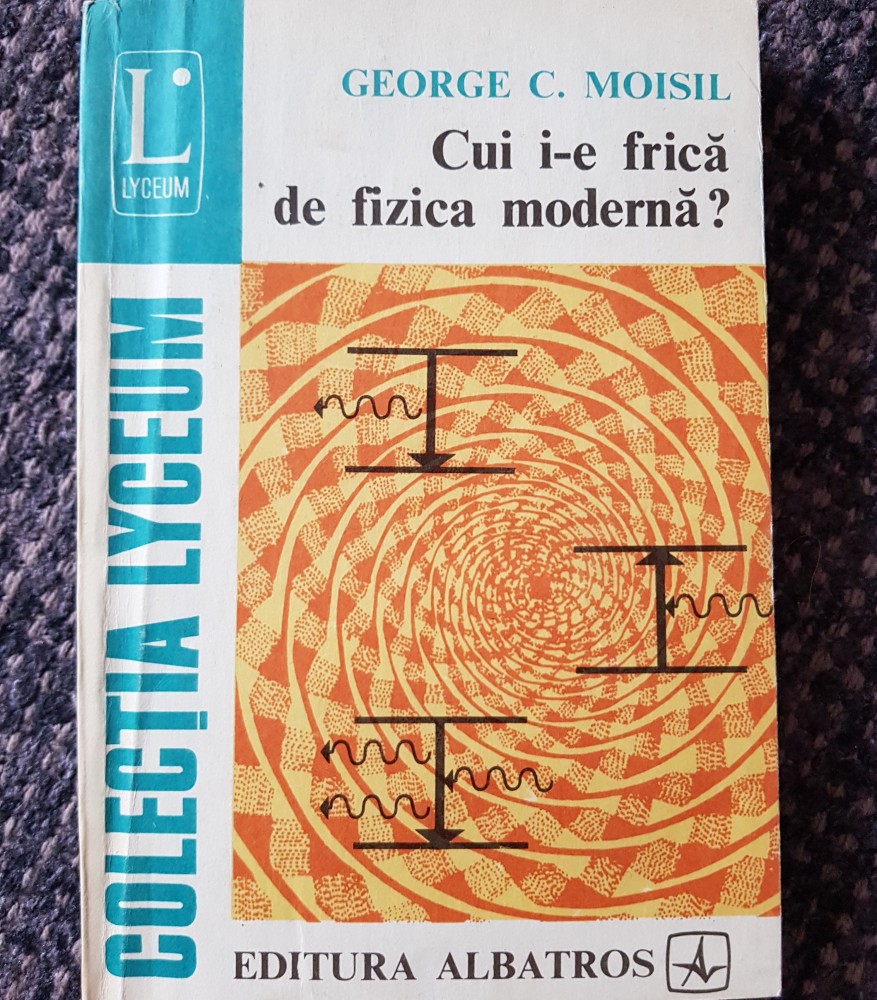 L
LYCEUM
GEORGE C. MOISIL
Cui i-e frică
de fizica modernă?
COLECȚIA LYCEUM
EDITURA ALBATROS